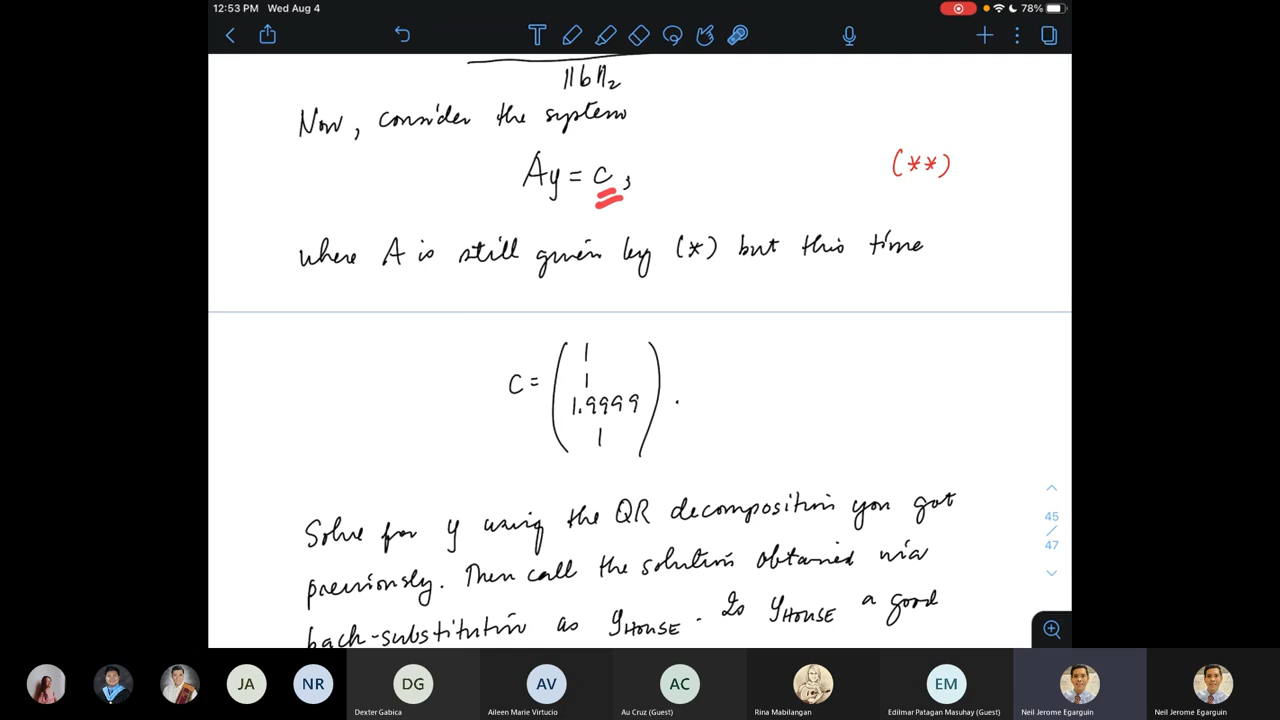 12:53 PM Wed Aug 4
78%
||b||₂
Now, consider the system
Ay = c,
(**)
where A is still given by (*) but this time
c = ( 1
1
1.9999
1 ) .
Solve for y using the QR decomposition you got
previously. Then call the solution obtained via
back-substitution as y_HOUSE. Is y_HOUSE a good
45
/
47
JA
NR
DG
AV
AC
EM
Dexter Gabica
Aileen Marie Virtucio
Au Cruz (Guest)
Rina Mabilangan
Edilmar Patagan Masuhay (Guest)
Neil Jerome Egarguin
Neil Jerome Egarguin